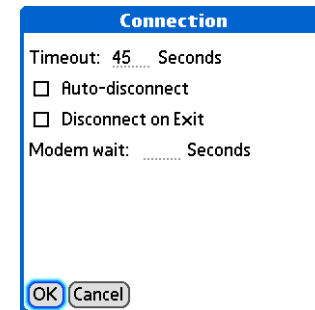 Connection
Timeout: 45 Seconds
Auto-disconnect
Disconnect on Exit
Modem wait: Seconds
OK Cancel